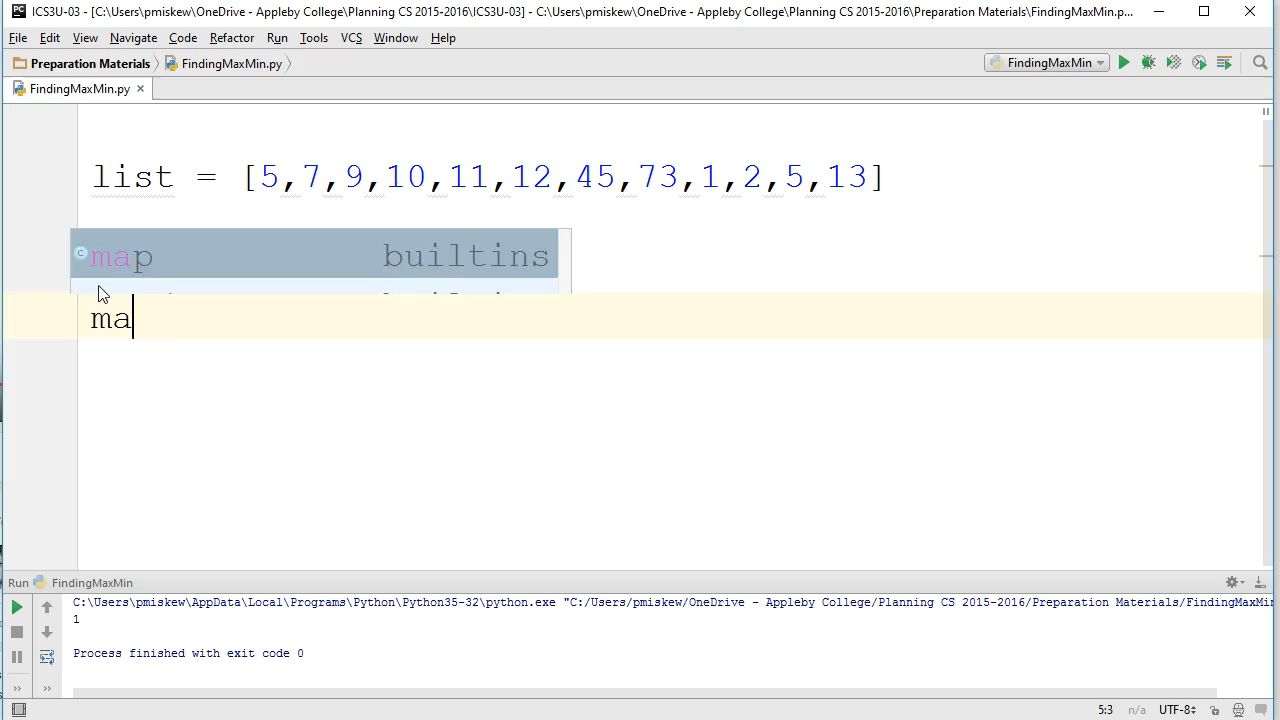 ICS3U-03 - [C:\Users\pmiskew\OneDrive - Appleby College\Planning CS 2015-2016\ICS3U-03] - C:\Users\pmiskew\OneDrive - Appleby College\Planning CS 2015-2016\Preparation Materials\FindingMaxMin.p...
File Edit View Navigate Code Refactor Run Tools VCS Window Help
Preparation Materials FindingMaxMin.py FindingMaxMin
FindingMaxMin.py
list = [5,7,9,10,11,12,45,73,1,2,5,13]
map builtins
ma
Run FindingMaxMin
C:\Users\pmiskew\AppData\Local\Programs\Python\Python35-32\python.exe "C:/Users/pmiskew/OneDrive - Appleby College/Planning CS 2015-2016/Preparation Materials/FindingMaxMin
1
Process finished with exit code 0
5:3 n/a UTF-8